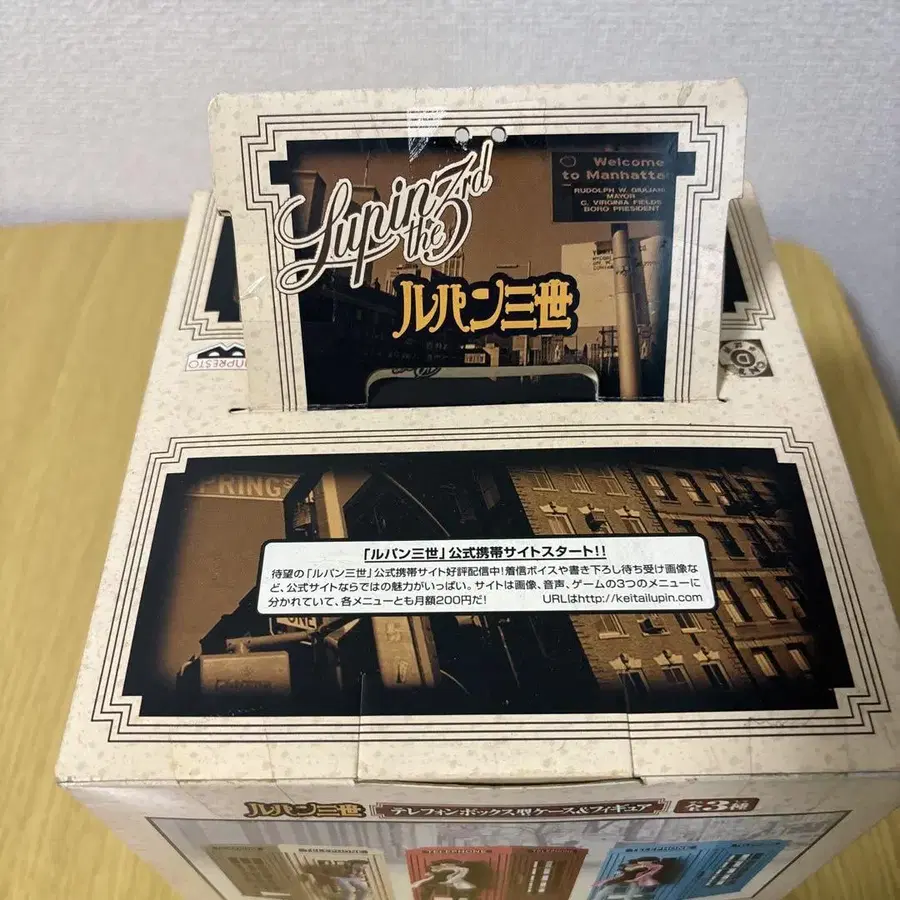 Lupin
the 3rd
ルパン三世
Welcome
to Manhattan
RUDOLPH W. GIULIANI
MAYOR
C. VIRGINIA FIELDS
BORO PRESIDENT
BANPRESTO
PRING
「ルパン三世」公式携帯サイトスタート!!
待望の「ルパン三世」公式携帯サイト好評配信中!着信ボイスや書き下ろし待ち受け画像な
ど、公式サイトならではの魅力がいっぱい。サイトは画像、音声、ゲームの3つのメニューに
分かれていて、各メニューとも月額200円だ! URLはhttp://keitailupin.com
ONE
ルパン三世 テレフォンボックス型ケース&フィギュア 全3種
TELEPHONE TELEPHONE